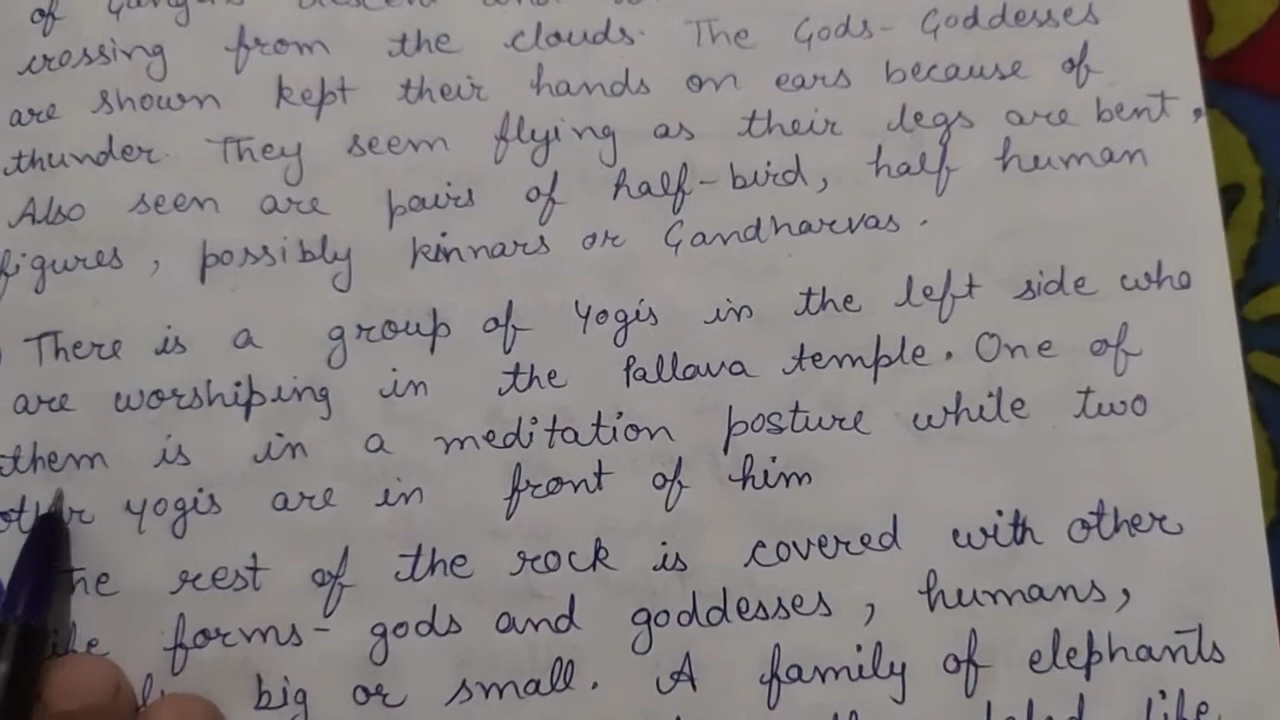 of
crossing from the clouds. The Gods-Goddesses
are shown kept their hands on ears because of
thunder. They seem flying as their legs are bent,
Also seen are pairs of half-bird, half human
figures, possibly kinnars or Gandharvas.
There is a group of yogis in the left side who
are worshiping in the Pallava temple. One of
them is in a meditation posture while two
other yogis are in front of him
rest of the rock is covered with other
forms- gods and goddesses, humans,
big or small. A family of elephants